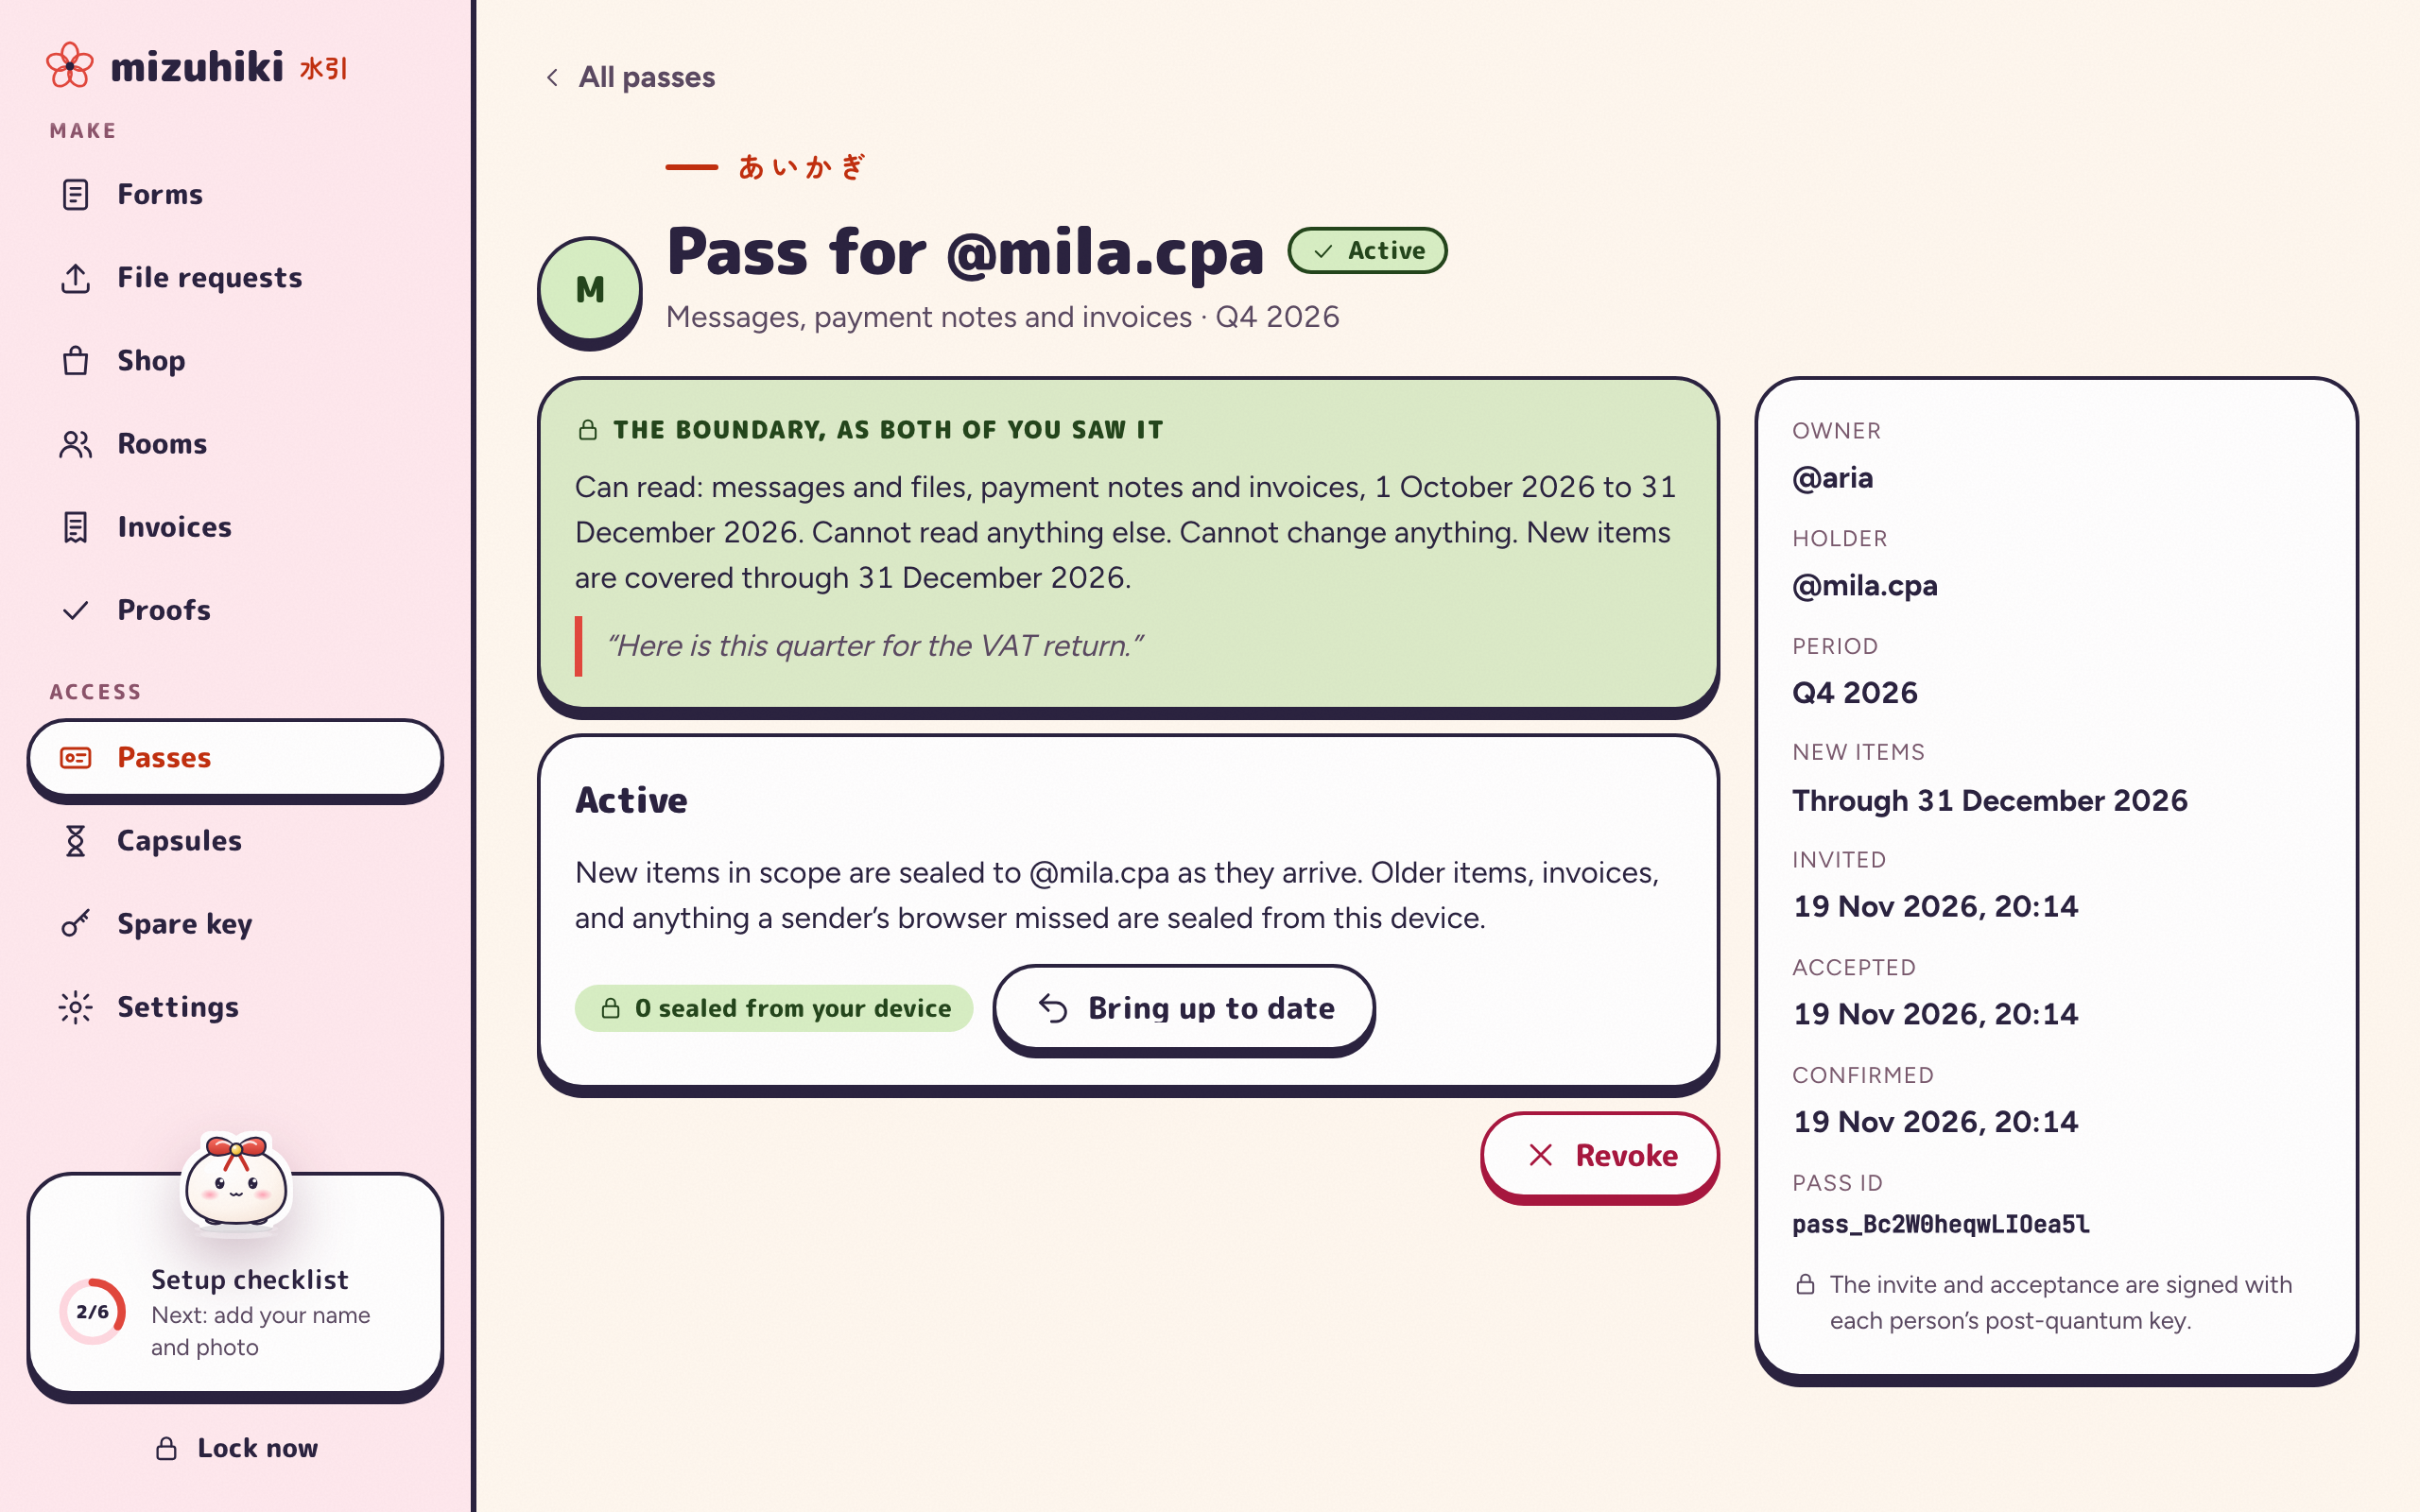 mizuhiki 水引
MAKE
Forms
File requests
Shop
Rooms
Invoices
Proofs
ACCESS
Passes
Capsules
Spare key
Settings
2/6
Setup checklist
Next: add your name
and photo
Lock now
All passes
あいかぎ
M
Pass for @mila.cpa
Active
Messages, payment notes and invoices · Q4 2026
THE BOUNDARY, AS BOTH OF YOU SAW IT
Can read: messages and files, payment notes and invoices, 1 October 2026 to 31
December 2026. Cannot read anything else. Cannot change anything. New items
are covered through 31 December 2026.
“Here is this quarter for the VAT return.”
Active
New items in scope are sealed to @mila.cpa as they arrive. Older items, invoices,
and anything a sender’s browser missed are sealed from this device.
0 sealed from your device
Bring up to date
Revoke
OWNER
@aria
HOLDER
@mila.cpa
PERIOD
Q4 2026
NEW ITEMS
Through 31 December 2026
INVITED
19 Nov 2026, 20:14
ACCEPTED
19 Nov 2026, 20:14
CONFIRMED
19 Nov 2026, 20:14
PASS ID
pass_Bc2W0heqwLIOea5l
The invite and acceptance are signed with
each person’s post-quantum key.